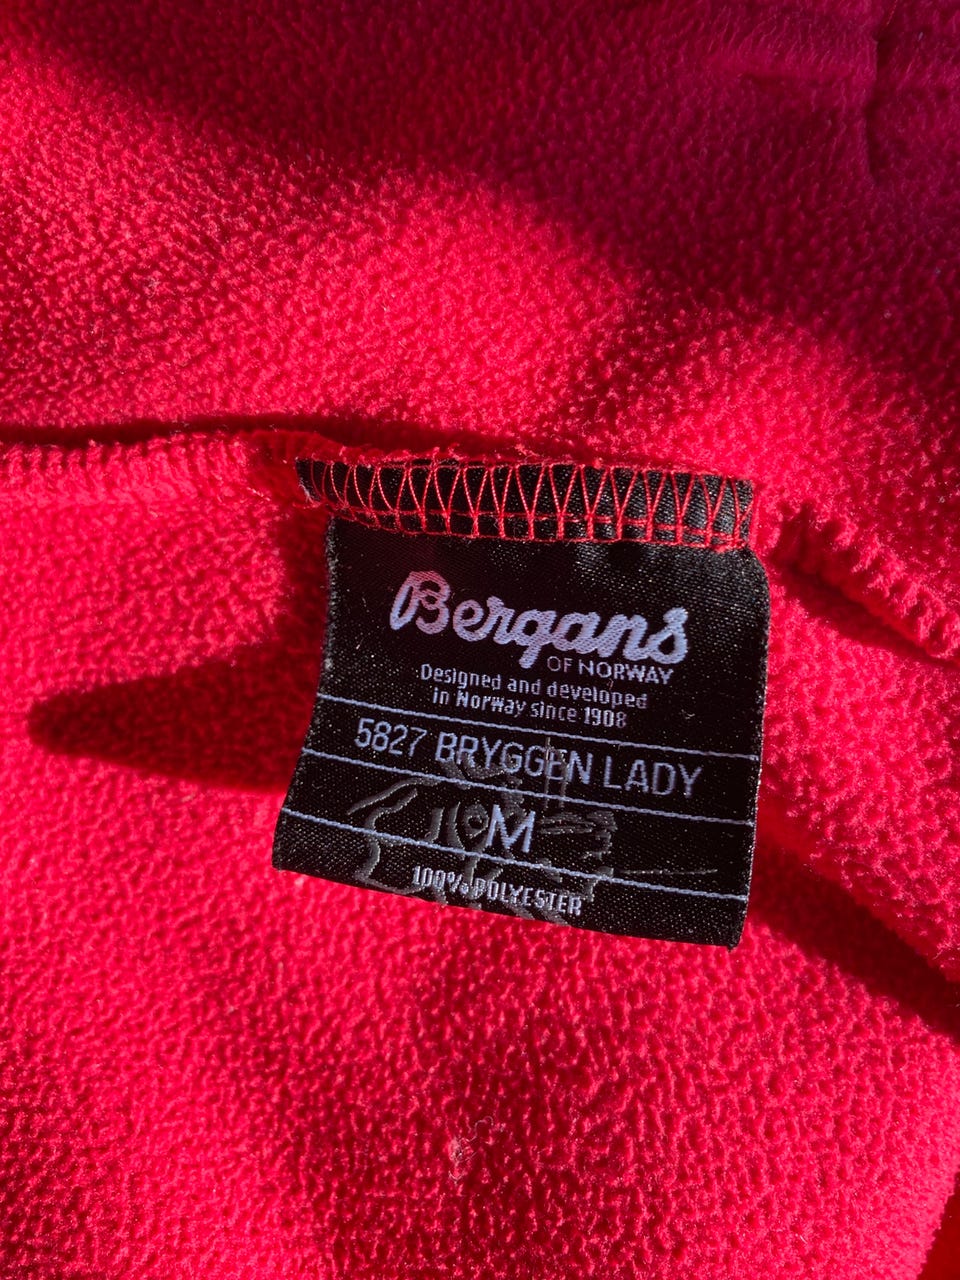 Bergans
OF NORWAY
Designed and developed
in Norway since 1908
5827 BRYGGEN LADY
M
100% POLYESTER